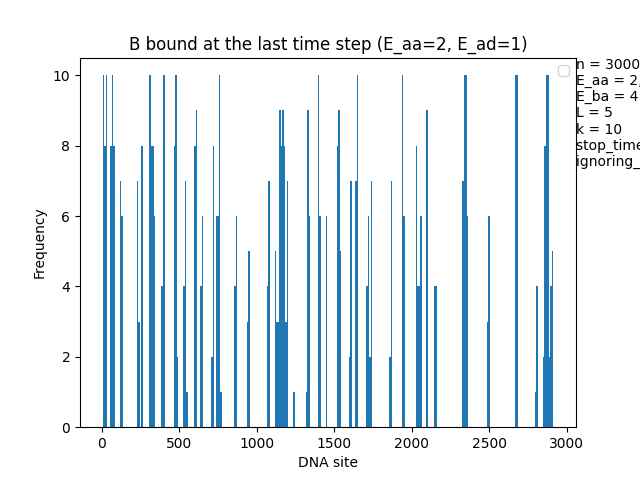 B bound at the last time step (E_aa=2, E_ad=1)
n = 3000
E_aa = 2,
E_ba = 4
L = 5
k = 10
stop_time
ignoring_
Frequency
10
8
6
4
2
0
0 500 1000 1500 2000 2500 3000
DNA site